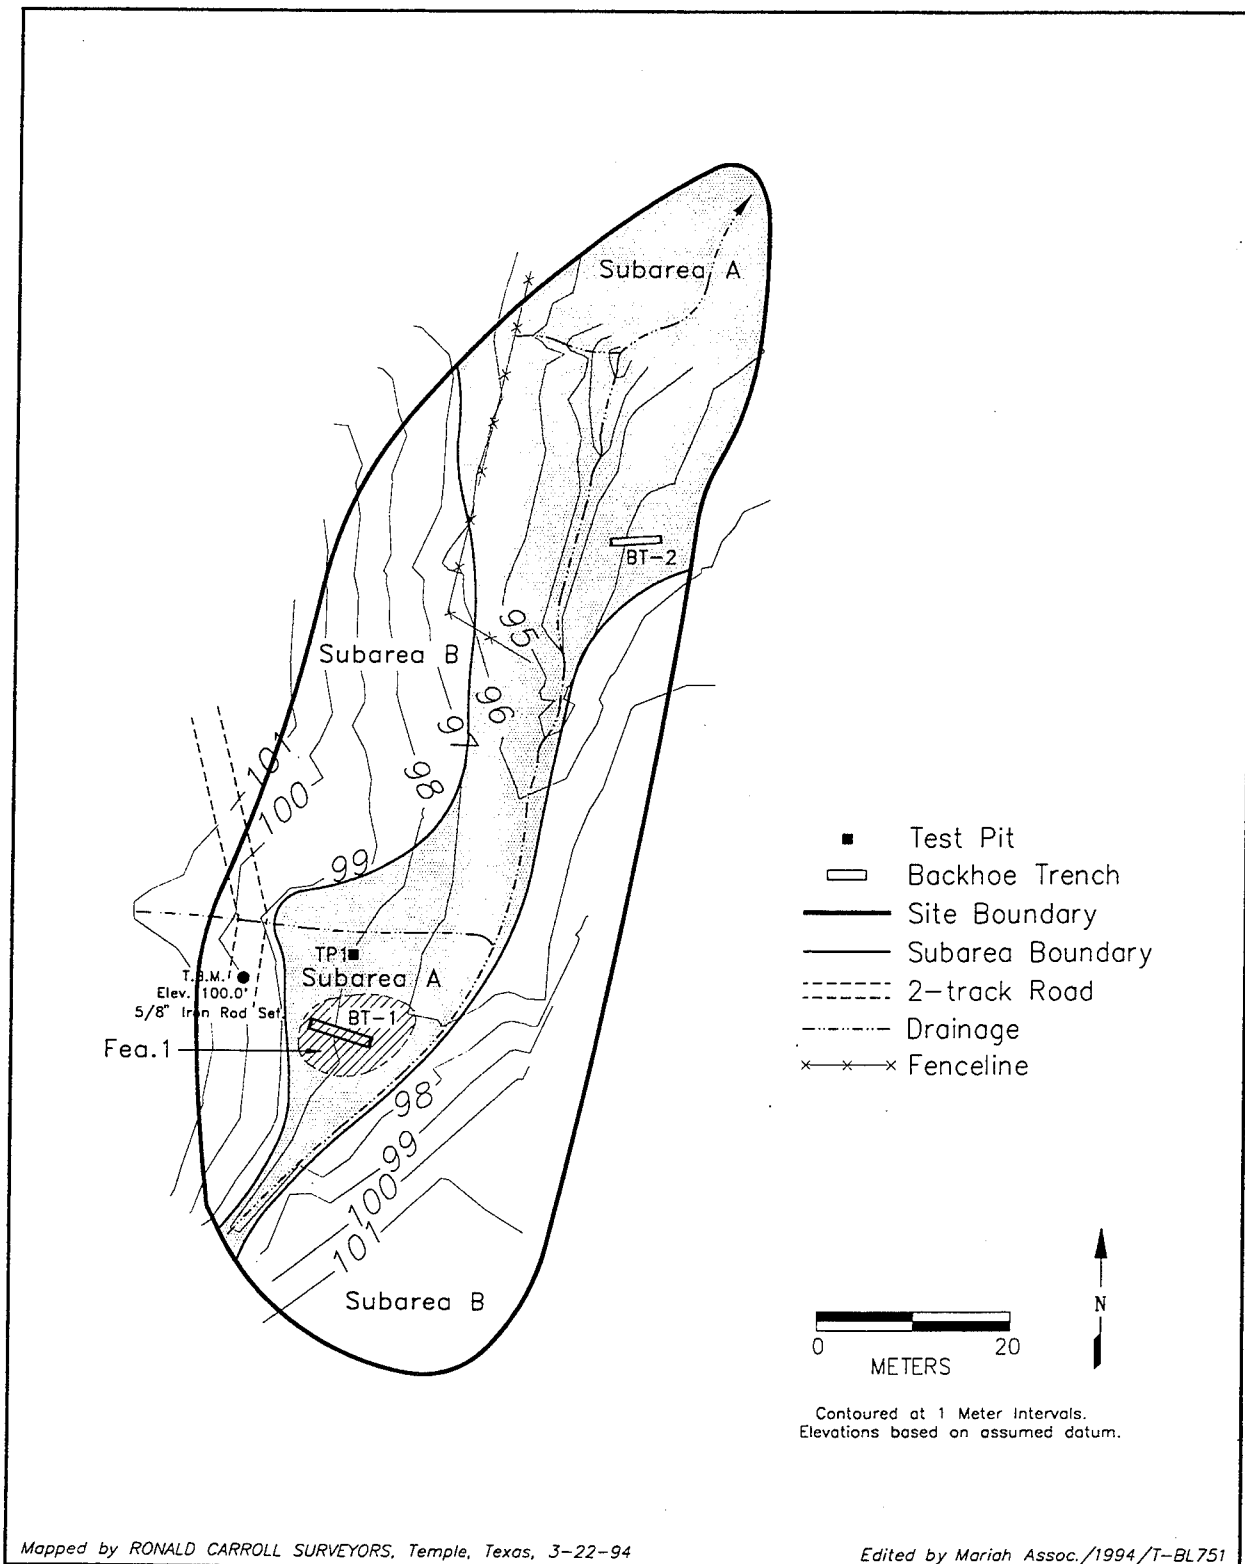 Subarea A
BT-2
95
Subarea B
96
97
98
101
100
99
TP1
Subarea A
T.B.M.
Elev. 100.0'
5/8" Iron Rod Set.
BT-1
Fea.1
98
99
100
101
Subarea B
Test Pit
Backhoe Trench
Site Boundary
Subarea Boundary
2-track Road
Drainage
Fenceline
N
0 20
METERS
Contoured at 1 Meter Intervals.
Elevations based on assumed datum.
Mapped by RONALD CARROLL SURVEYORS, Temple, Texas, 3-22-94
Edited by Mariah Assoc./1994/T-BL751